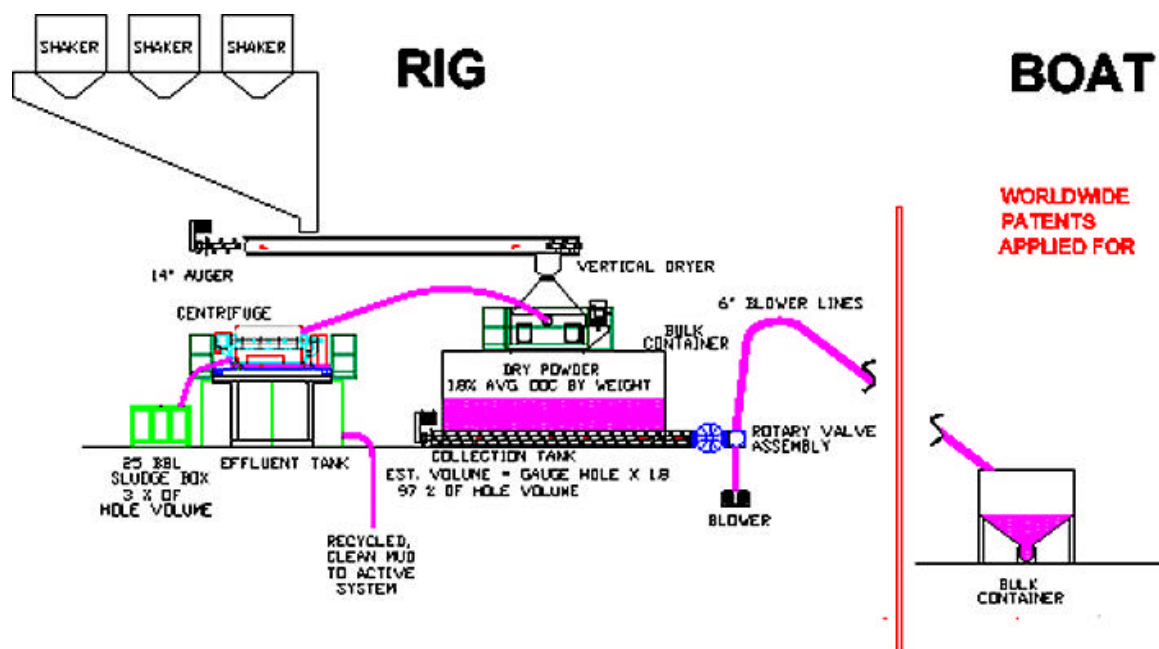 SHAKER
SHAKER
SHAKER
RIG
BOAT
WORLDWIDE
PATENTS
APPLIED FOR
14" AUGER
VERTICAL DRYER
6" BLOWER LINES
CENTRIFUGE
BULK
CONTAINER
DRY POWDER
1.8% AVG. OOC BY WEIGHT
ROTARY VALVE
ASSEMBLY
25 BBL
SLUDGE BOX
3 % OF
HOLE VOLUME
EFFLUENT TANK
COLLECTION TANK
EST. VOLUME = GAUGE HOLE X 1.8
97 % OF HOLE VOLUME
BLOWER
RECYCLED,
CLEAN MUD
TO ACTIVE
SYSTEM
BULK
CONTAINER